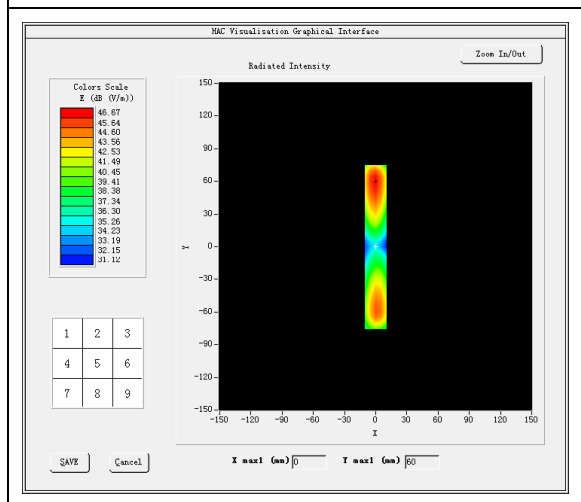 HAC Visualisation Graphical Interface
Zoom In/Out
Radiated Intensity
Colors Scale
E (dB (V/m))
46.67
45.64
44.60
43.56
42.53
41.49
40.45
39.41
38.38
37.34
36.30
35.26
34.23
33.19
32.15
31.12
150
120
90
60
30
0
-30
-60
-90
-120
-150
Y
-150 -120 -90 -60 -30 0 30 60 90 120 150
X
1 2 3
4 5 6
7 8 9
SAVE Cancel
X max1 (mm) 0 Y max1 (mm) 60